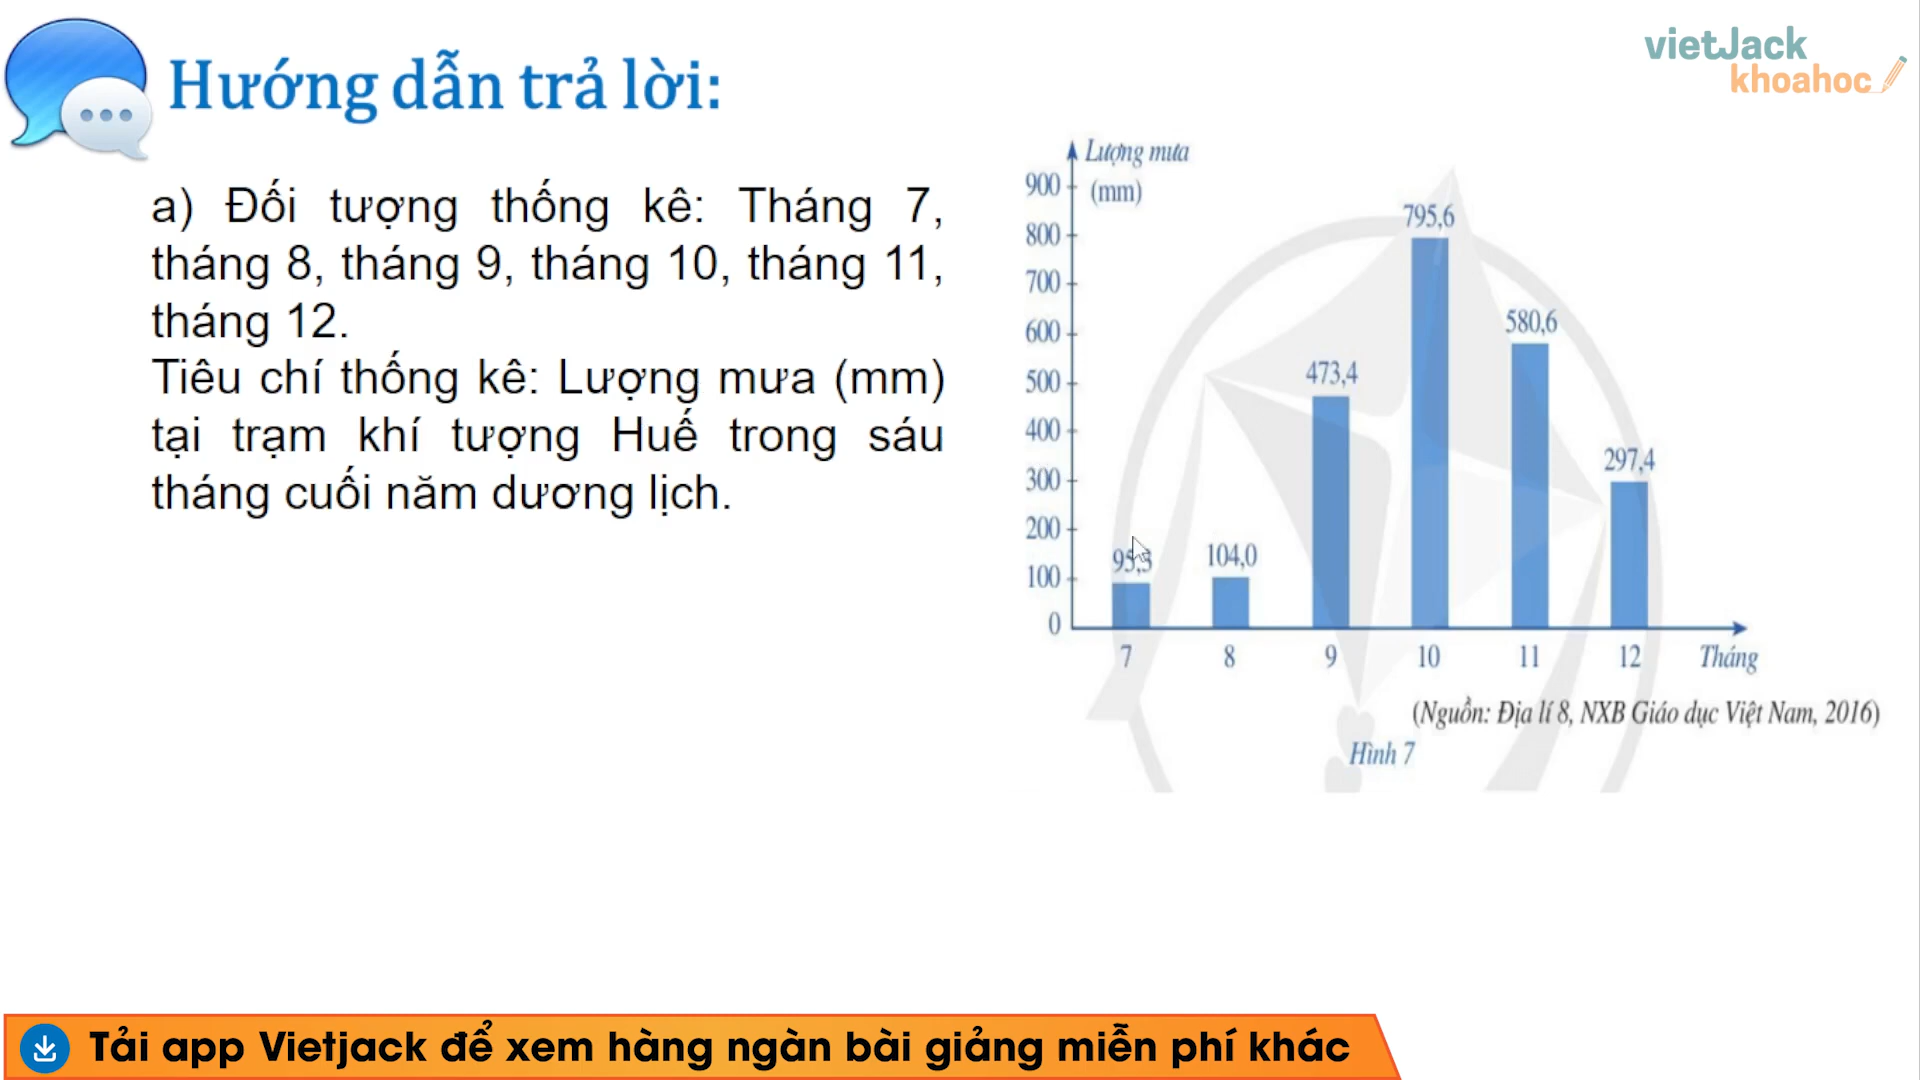 Hướng dẫn trả lời:
vietJack
khoahoc
a) Đối tượng thống kê: Tháng 7,
tháng 8, tháng 9, tháng 10, tháng 11,
tháng 12.
Tiêu chí thống kê: Lượng mưa (mm)
tại trạm khí tượng Huế trong sáu
tháng cuối năm dương lịch.
Lượng mưa
(mm)
900
800
700
600
500
400
300
200
100
0
95,3
104,0
473,4
795,6
580,6
297,4
7 8 9 10 11 12 Tháng
(Nguồn: Địa lí 8, NXB Giáo dục Việt Nam, 2016)
Hình 7
Tải app Vietjack để xem hàng ngàn bài giảng miễn phí khác